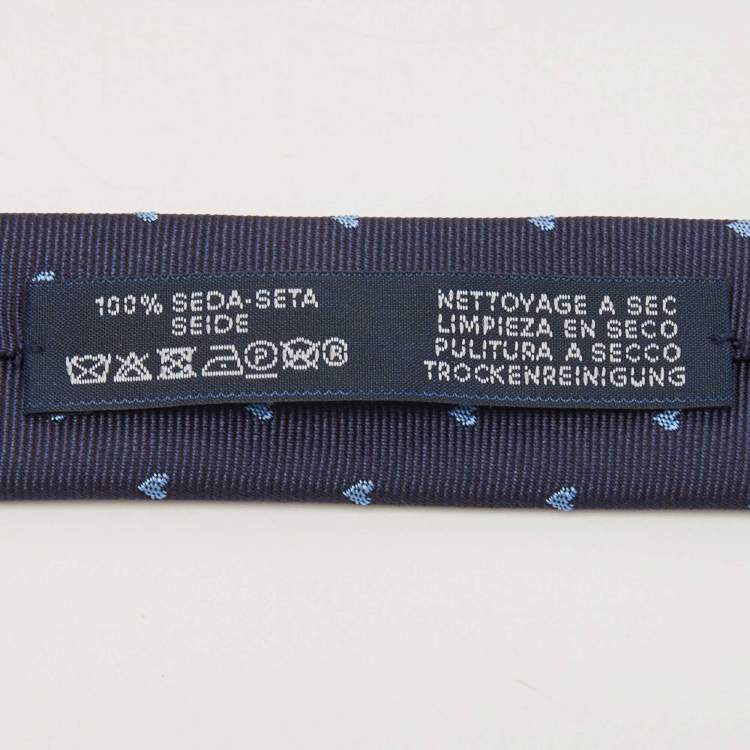 100% SEDA-SETA
SEIDE
P W ®
NETTOYAGE A SEC
LIMPIEZA EN SECO
PULITURA A SECCO
TROCKENREINIGUNG